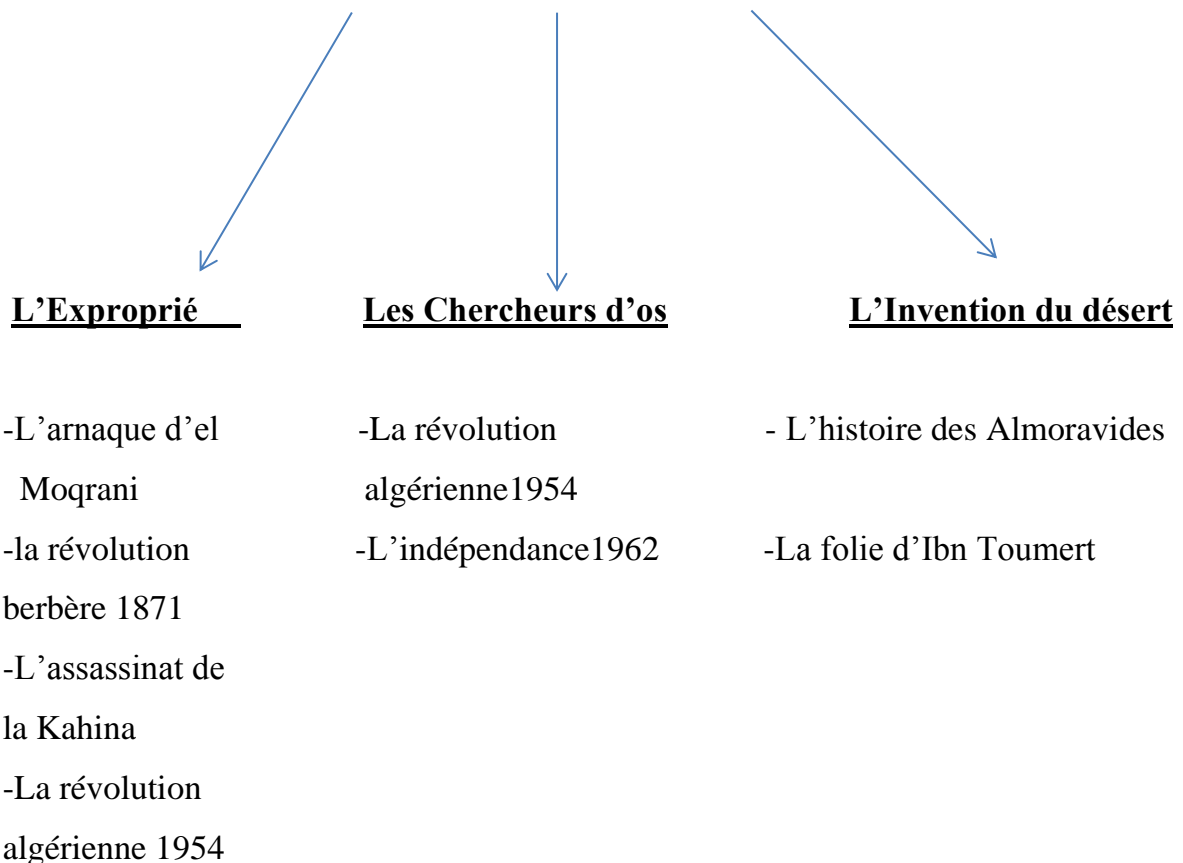 L’Exproprié
Les Chercheurs d’os
L’Invention du désert
-L’arnaque d’el
Moqrani
-la révolution
berbère 1871
-L’assassinat de
la Kahina
-La révolution
algérienne 1954
-La révolution
algérienne1954
-L’indépendance1962
- L’histoire des Almoravides
-La folie d’Ibn Toumert